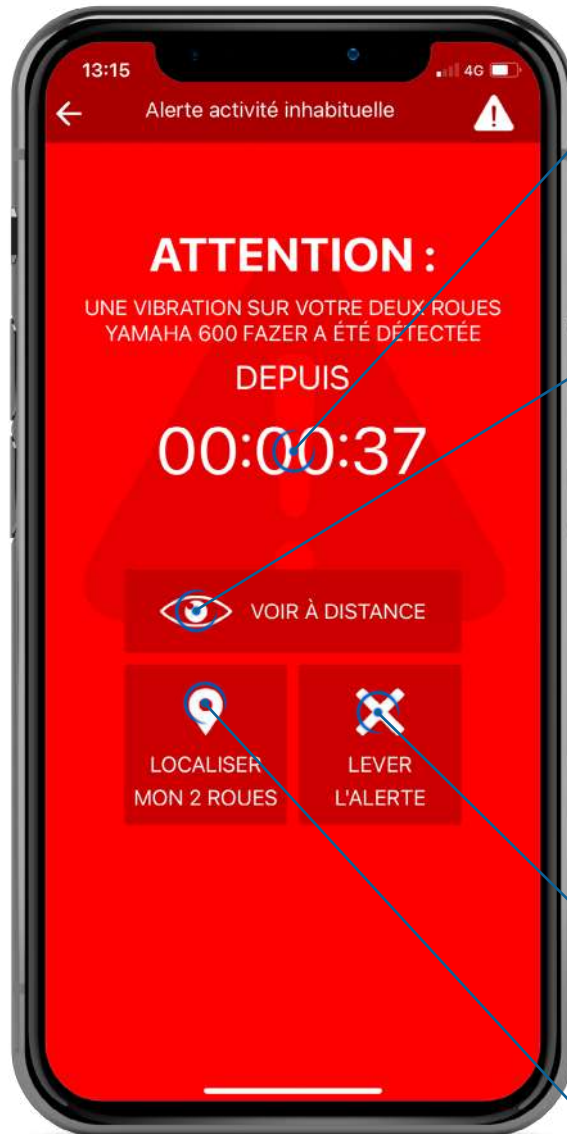 13:15
4G
Alerte activité inhabituelle
ATTENTION :
UNE VIBRATION SUR VOTRE DEUX ROUES
YAMAHA 600 FAZER A ÉTÉ DÉTECTÉE
DEPUIS
00:00:37
VOIR À DISTANCE
LOCALISER
MON 2 ROUES
LEVER
L'ALERTE